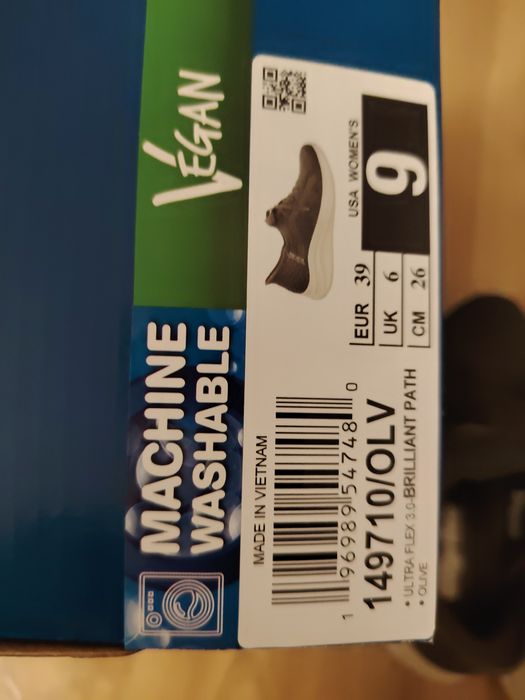 VEGAN
MACHINE
WASHABLE
USA WOMEN'S
9
EUR 39
UK 6
CM 26
MADE IN VIETNAM
1 96989 54748 0
149710/OLV
• ULTRA FLEX 3.0-BRILLIANT PATH
• OLIVE